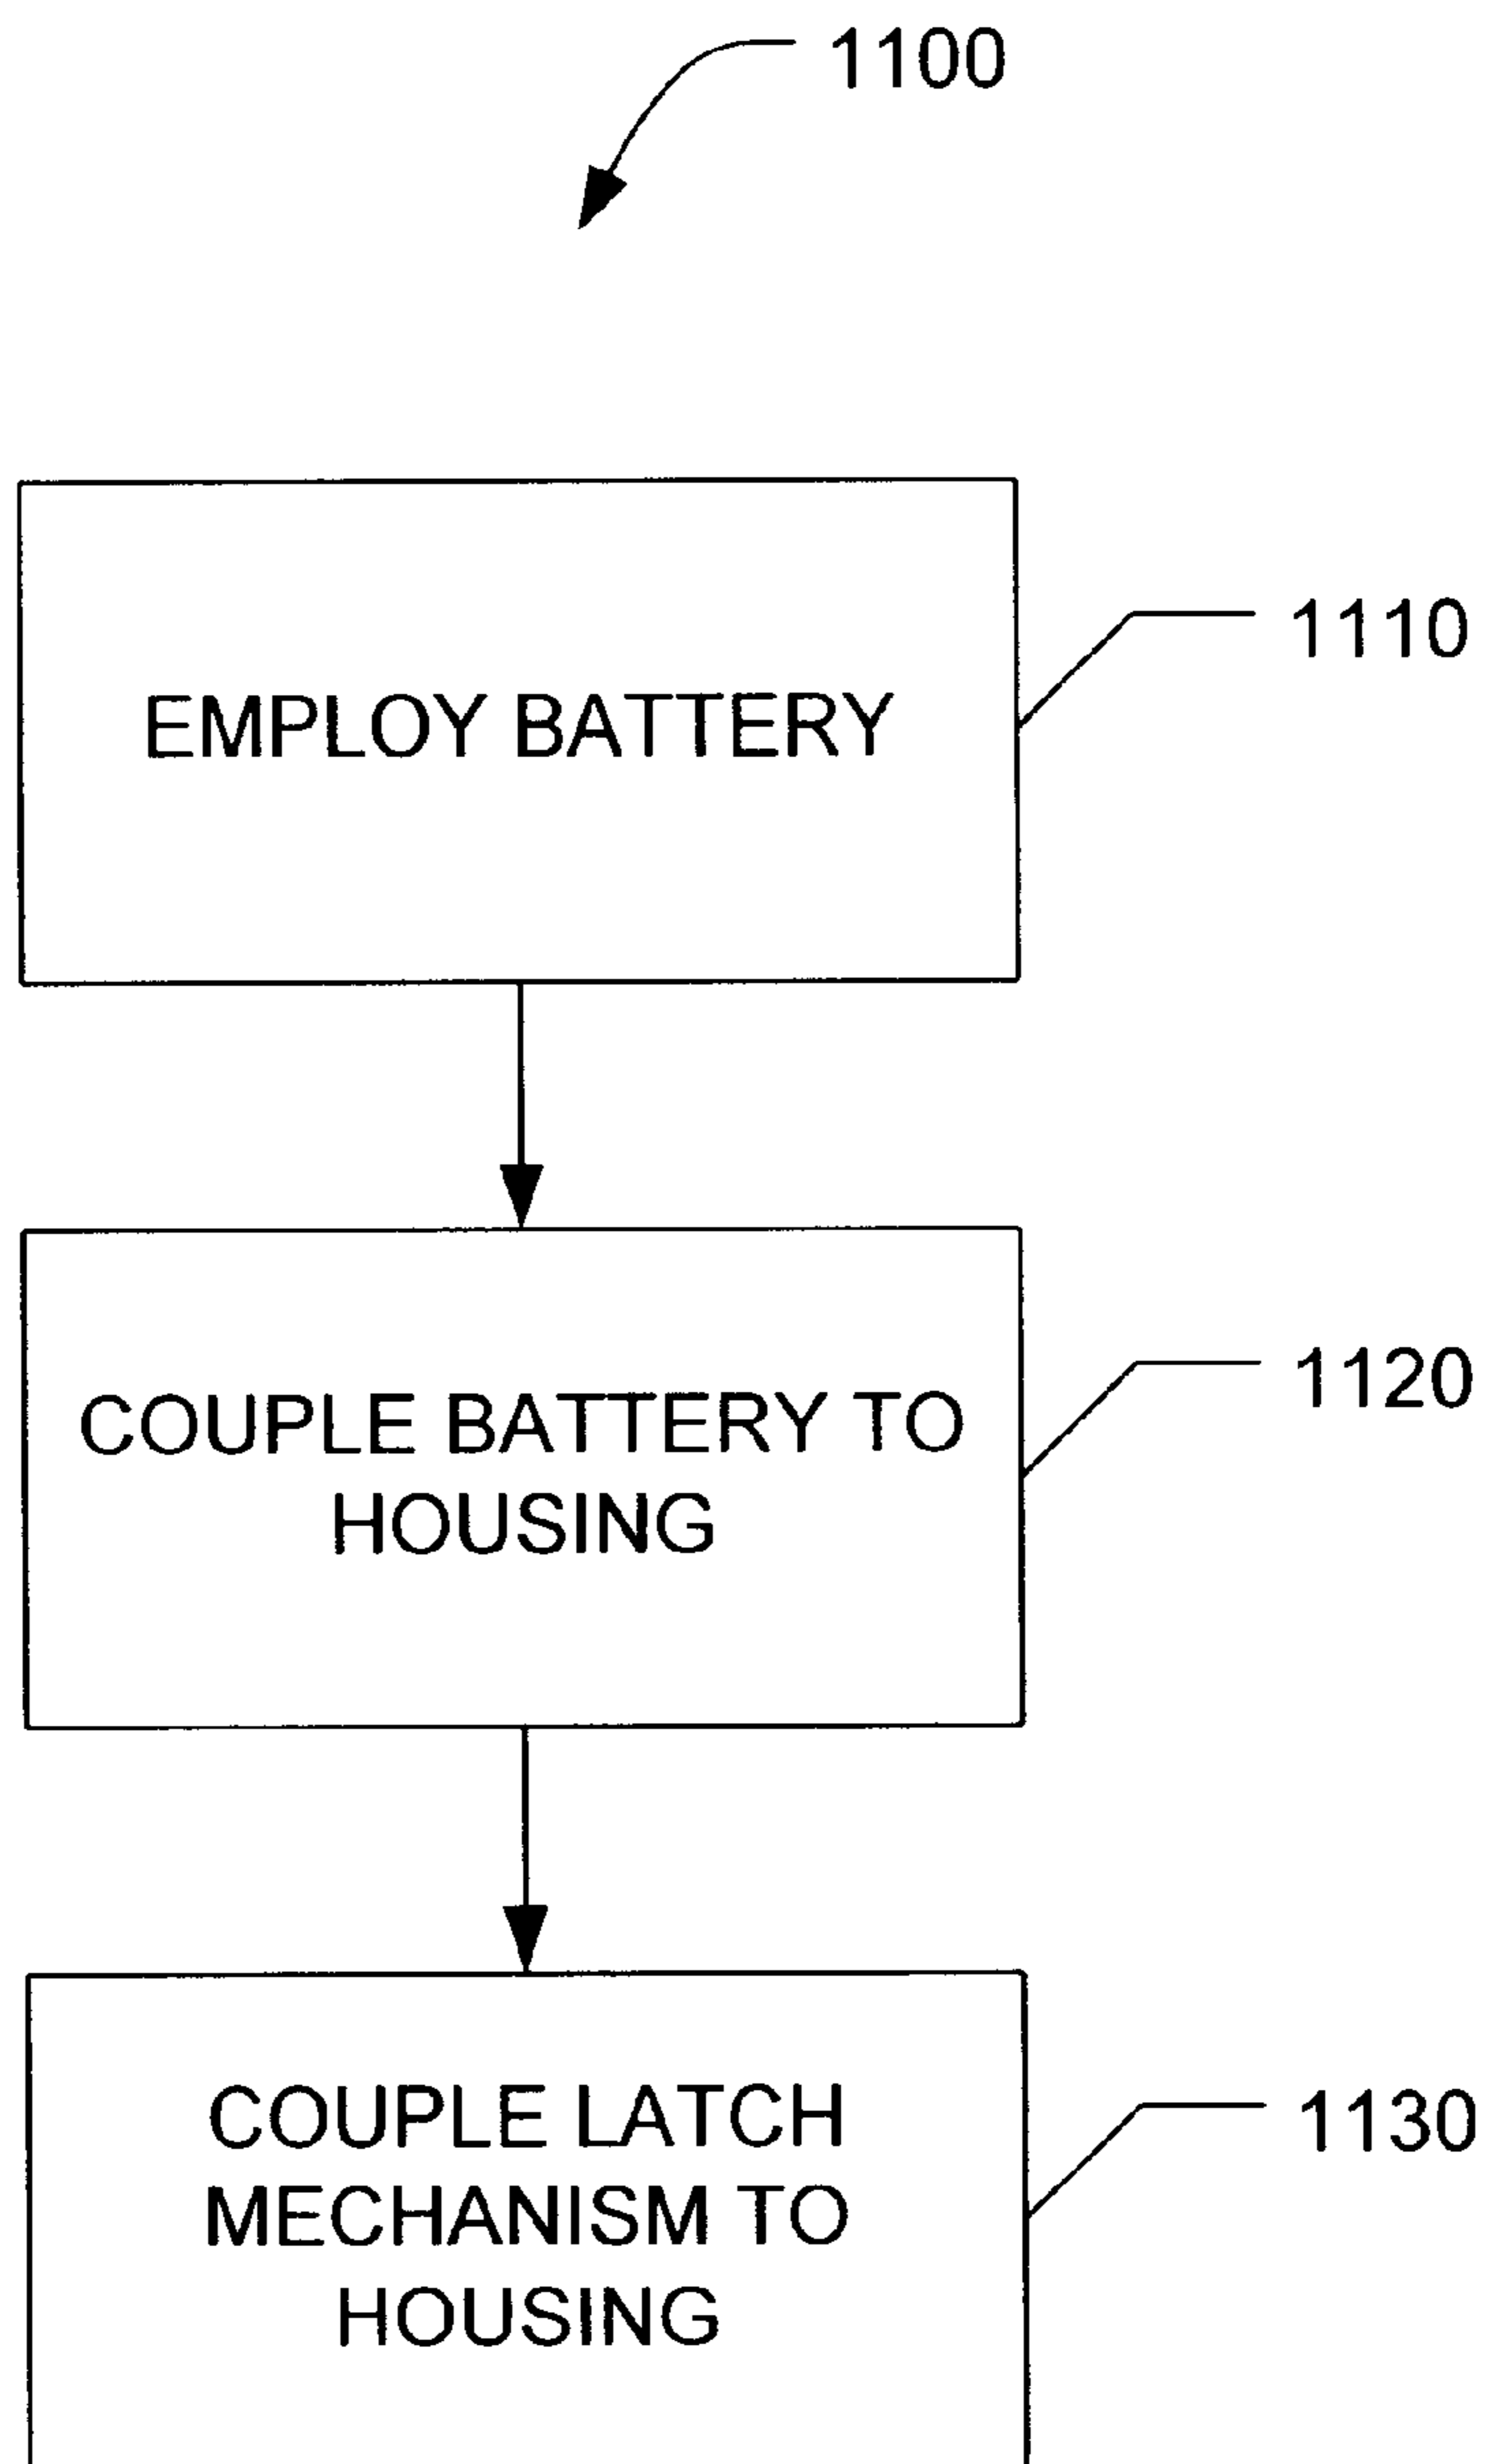 1100
EMPLOY BATTERY
1110
COUPLE BATTERY TO
HOUSING
1120
COUPLE LATCH
MECHANISM TO
HOUSING
1130